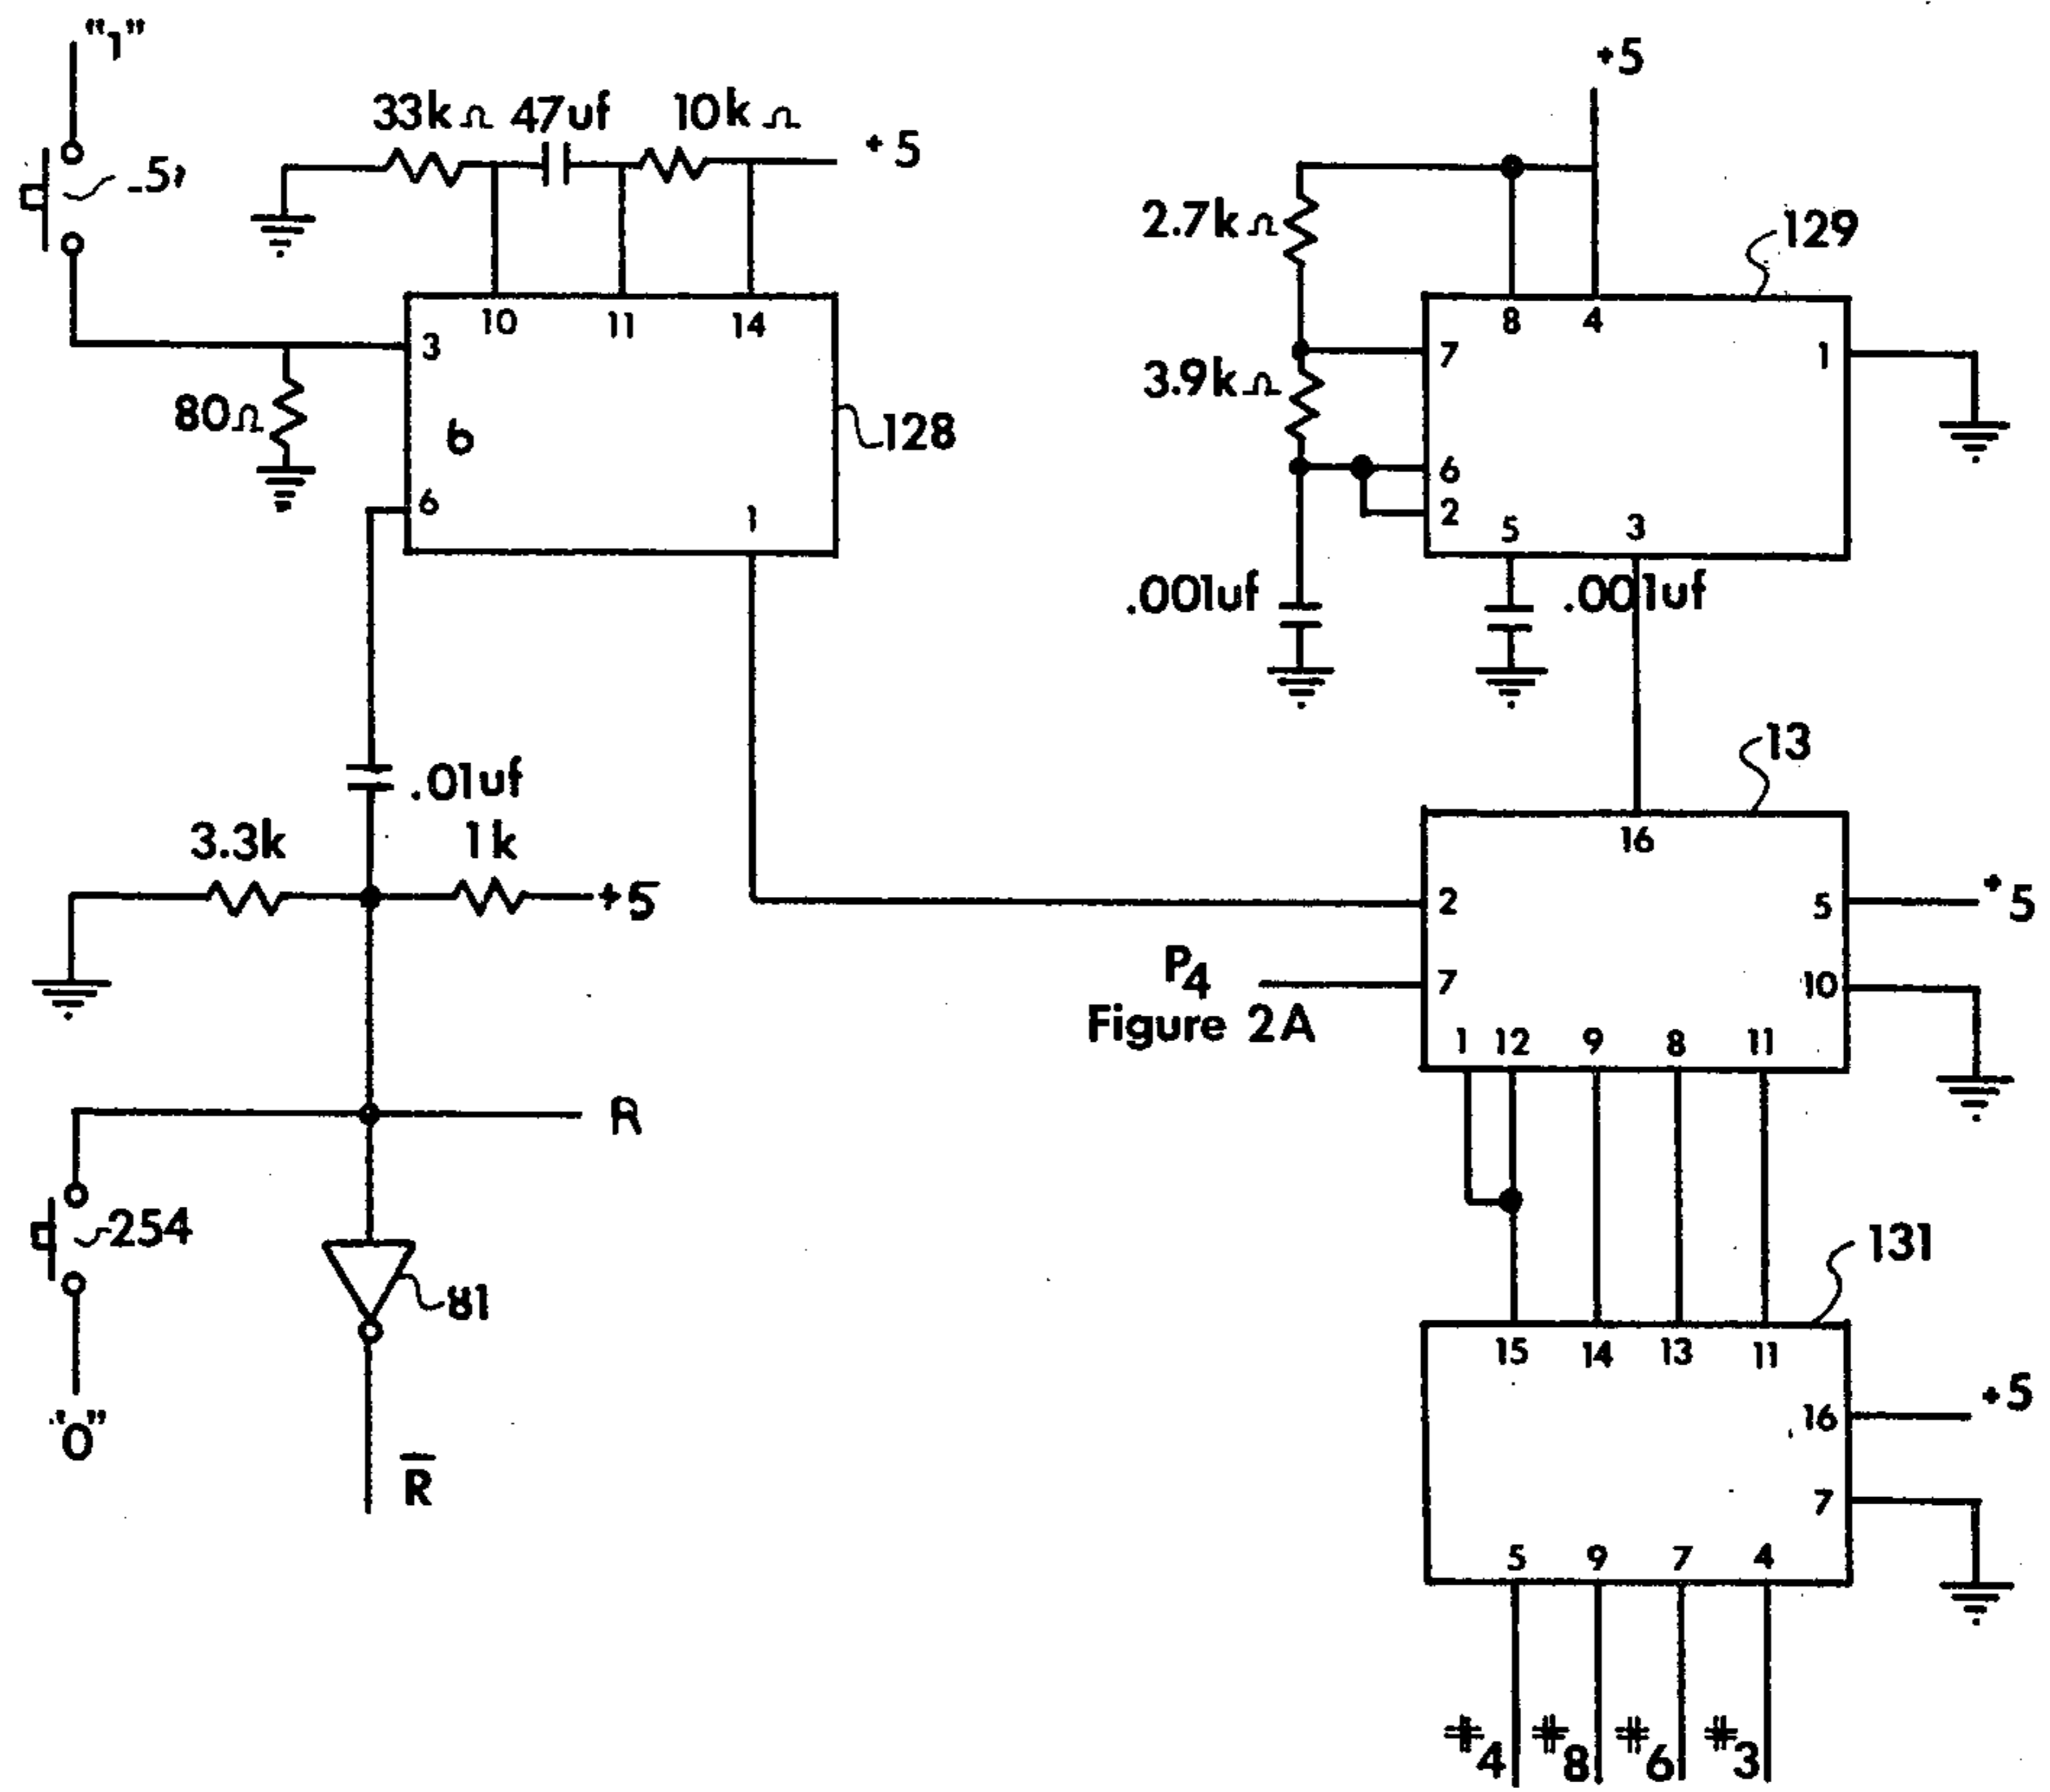 "1"
+5
33kΩ 47uf 10kΩ +5
2.7kΩ
129
10 11 14
8 4
3
7
1
3.9kΩ
80Ω
6
128
6
6
2
1
5 3
.001uf
.001uf
13
.01uf
16
3.3k
1k
+5
2
5
+5
P4
7
10
Figure 2A
1 12 9 8 11
R
254
131
81
15 14 13 11
+5
"0"
16
R̅
7
5 9 7 4
#4 #8 #6 #3